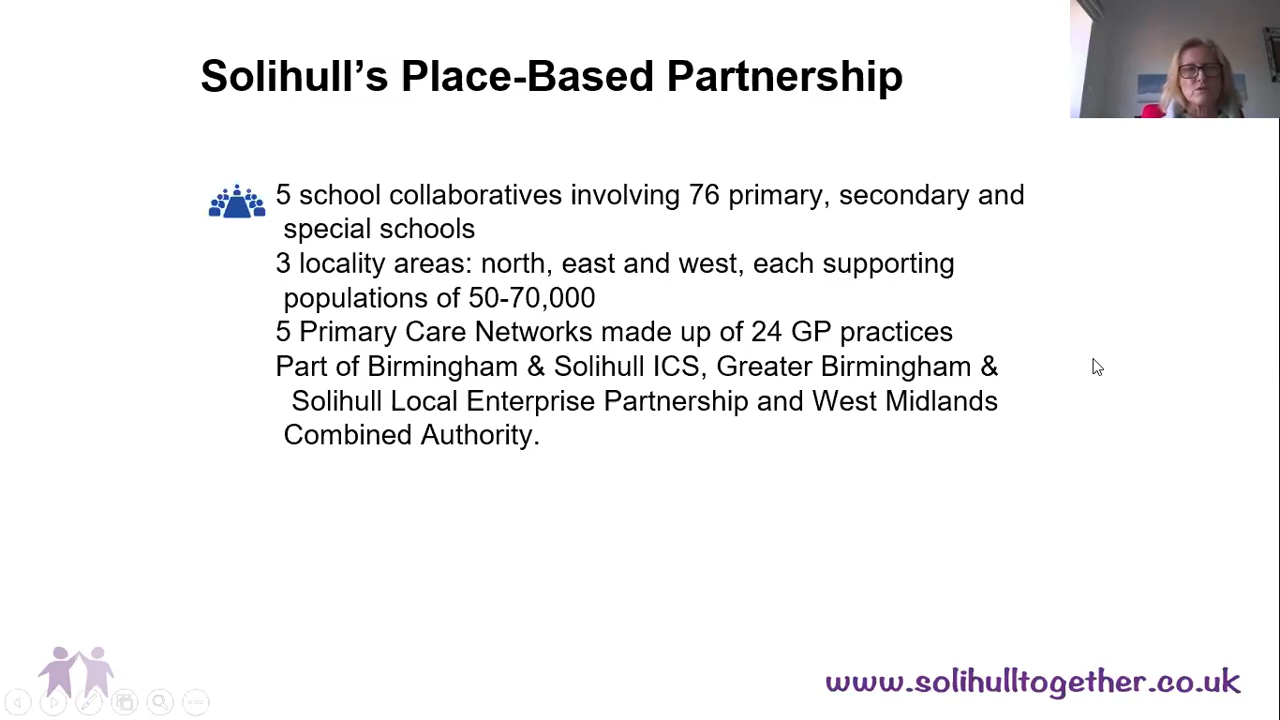 Solihull’s Place-Based Partnership
5 school collaboratives involving 76 primary, secondary and
special schools
3 locality areas: north, east and west, each supporting
populations of 50-70,000
5 Primary Care Networks made up of 24 GP practices
Part of Birmingham & Solihull ICS, Greater Birmingham &
Solihull Local Enterprise Partnership and West Midlands
Combined Authority.
www.solihulltogether.co.uk